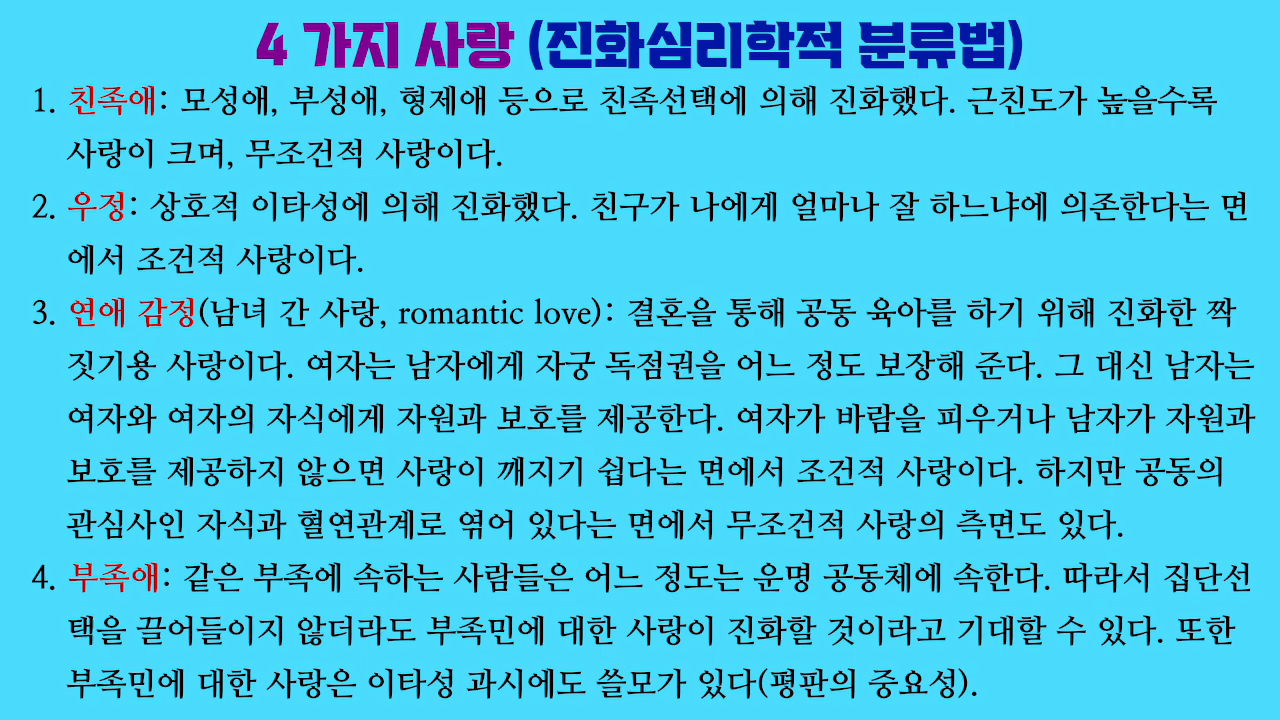 4 가지 사랑 (진화심리학적 분류법)
1. 친족애: 모성애, 부성애, 형제애 등으로 친족선택에 의해 진화했다. 근친도가 높을수록
사랑이 크며, 무조건적 사랑이다.
2. 우정: 상호적 이타성에 의해 진화했다. 친구가 나에게 얼마나 잘 하느냐에 의존한다는 면
에서 조건적 사랑이다.
3. 연애 감정(남녀 간 사랑, romantic love): 결혼을 통해 공동 육아를 하기 위해 진화한 짝
짓기용 사랑이다. 여자는 남자에게 자궁 독점권을 어느 정도 보장해 준다. 그 대신 남자는
여자와 여자의 자식에게 자원과 보호를 제공한다. 여자가 바람을 피우거나 남자가 자원과
보호를 제공하지 않으면 사랑이 깨지기 쉽다는 면에서 조건적 사랑이다. 하지만 공동의
관심사인 자식과 혈연관계로 엮어 있다는 면에서 무조건적 사랑의 측면도 있다.
4. 부족애: 같은 부족에 속하는 사람들은 어느 정도는 운명 공동체에 속한다. 따라서 집단선
택을 끌어들이지 않더라도 부족민에 대한 사랑이 진화할 것이라고 기대할 수 있다. 또한
부족민에 대한 사랑은 이타성 과시에도 쓸모가 있다(평판의 중요성).